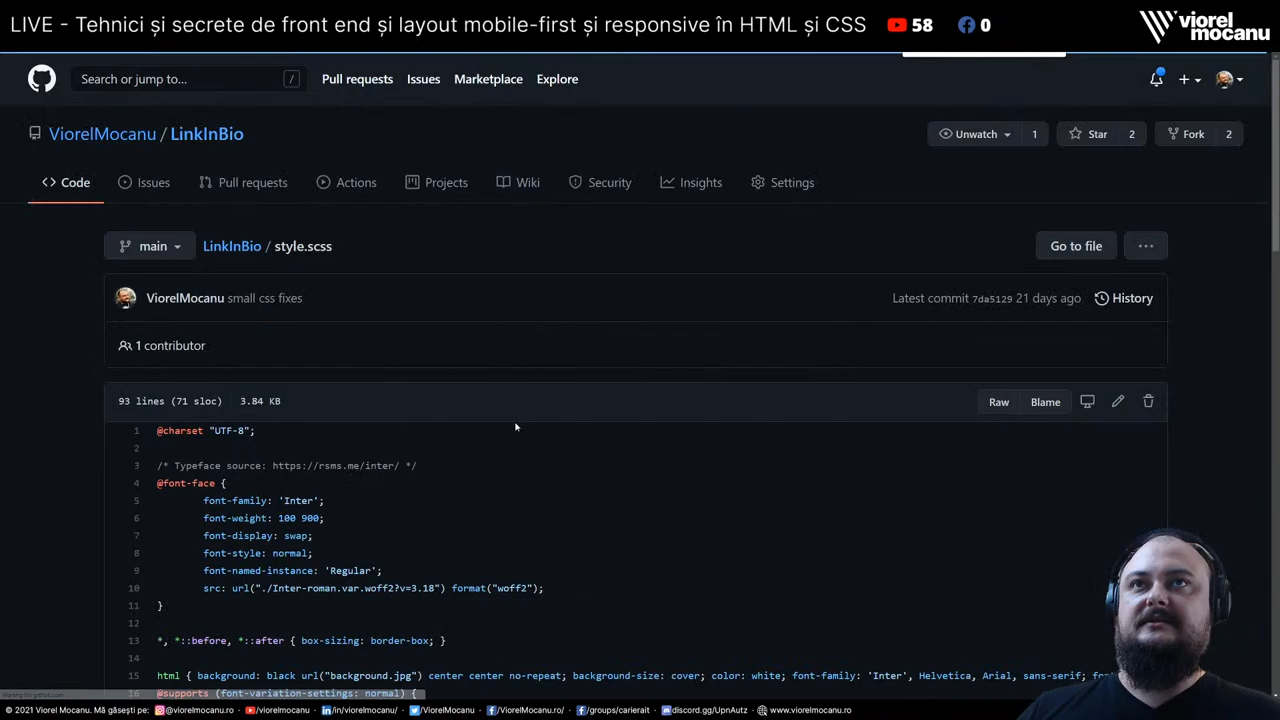 LIVE - Tehnici și secrete de front end și layout mobile-first și responsive în HTML și CSS 58 0 viorel mocanu
Search or jump to... / Pull requests Issues Marketplace Explore
ViorelMocanu / LinkInBio Unwatch 1 Star 2 Fork 2
Code Issues Pull requests Actions Projects Wiki Security Insights Settings
main LinkInBio / style.scss Go to file ...
ViorelMocanu small css fixes Latest commit 7da5129 21 days ago History
1 contributor
93 lines (71 sloc) 3.84 KB Raw Blame
1 @charset "UTF-8";
2
3 /* Typeface source: https://rsms.me/inter/ */
4 @font-face {
5 font-family: 'Inter';
6 font-weight: 100 900;
7 font-display: swap;
8 font-style: normal;
9 font-named-instance: 'Regular';
10 src: url("./Inter-roman.var.woff2?v=3.18") format("woff2");
11 }
12
13 *, *::before, *::after { box-sizing: border-box; }
14
15 html { background: black url("background.jpg") center center no-repeat; background-size: cover; color: white; font-family: 'Inter', Helvetica, Arial, sans-serif;
16 @supports (font-variation-settings: normal) {
Waiting for github.com
© 2021 Viorel Mocanu. Mă găsești pe: @viorelmocanu.ro /viorelmocanu /in/viorelmocanu/ /ViorelMocanu /ViorelMocanu.ro/ /groups/carierait discord.gg/UpnAutz www.viorelmocanu.ro